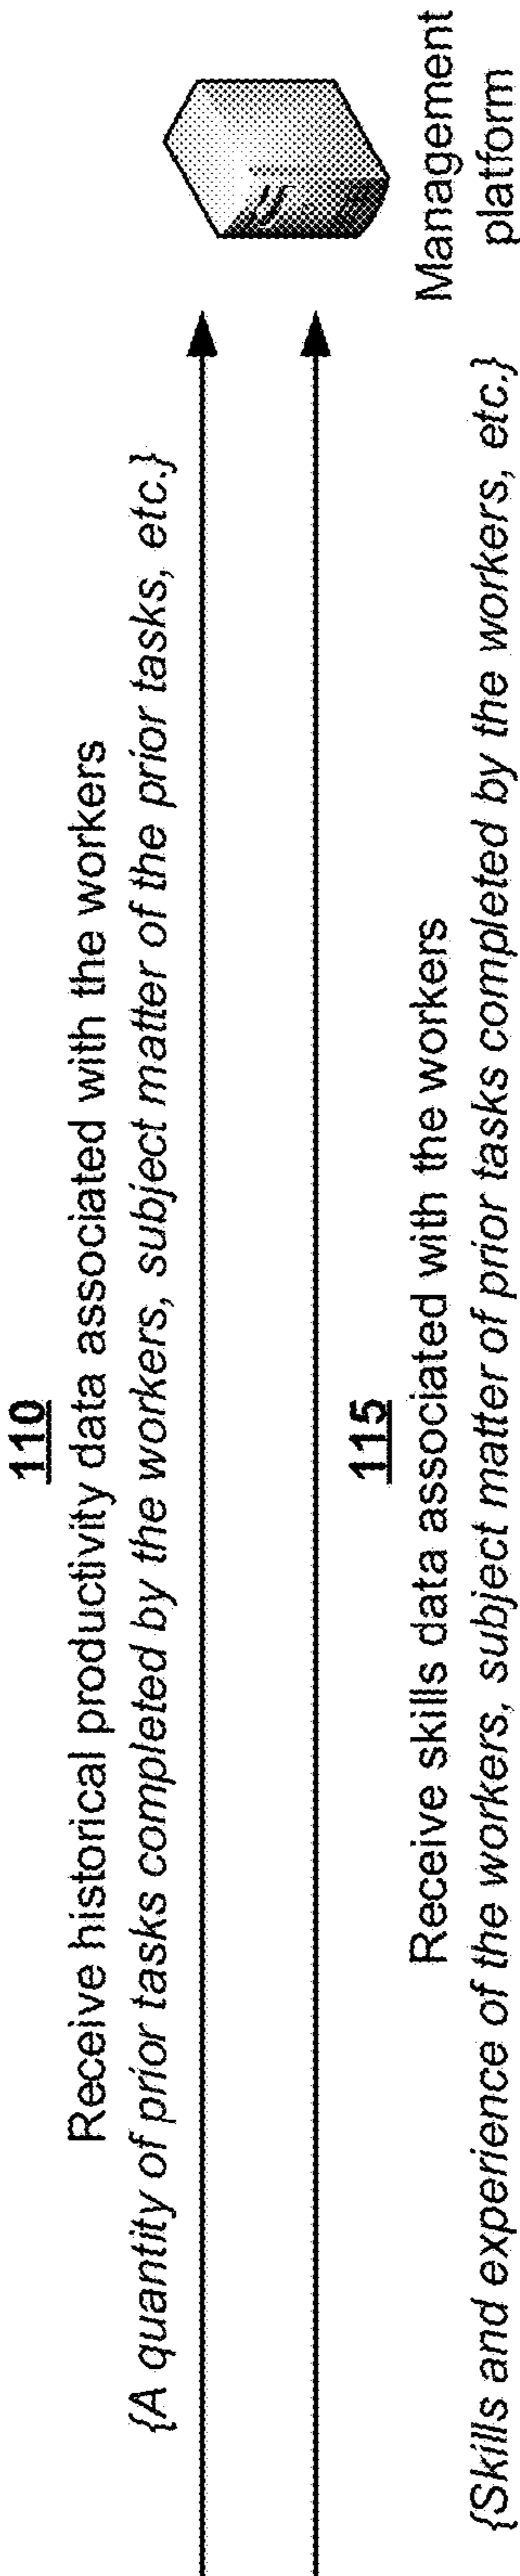 110
Receive historical productivity data associated with the workers
{A quantity of prior tasks completed by the workers, subject matter of the prior tasks, etc.}
115
Receive skills data associated with the workers
{Skills and experience of the workers, subject matter of prior tasks completed by the workers, etc.}
Management
platform